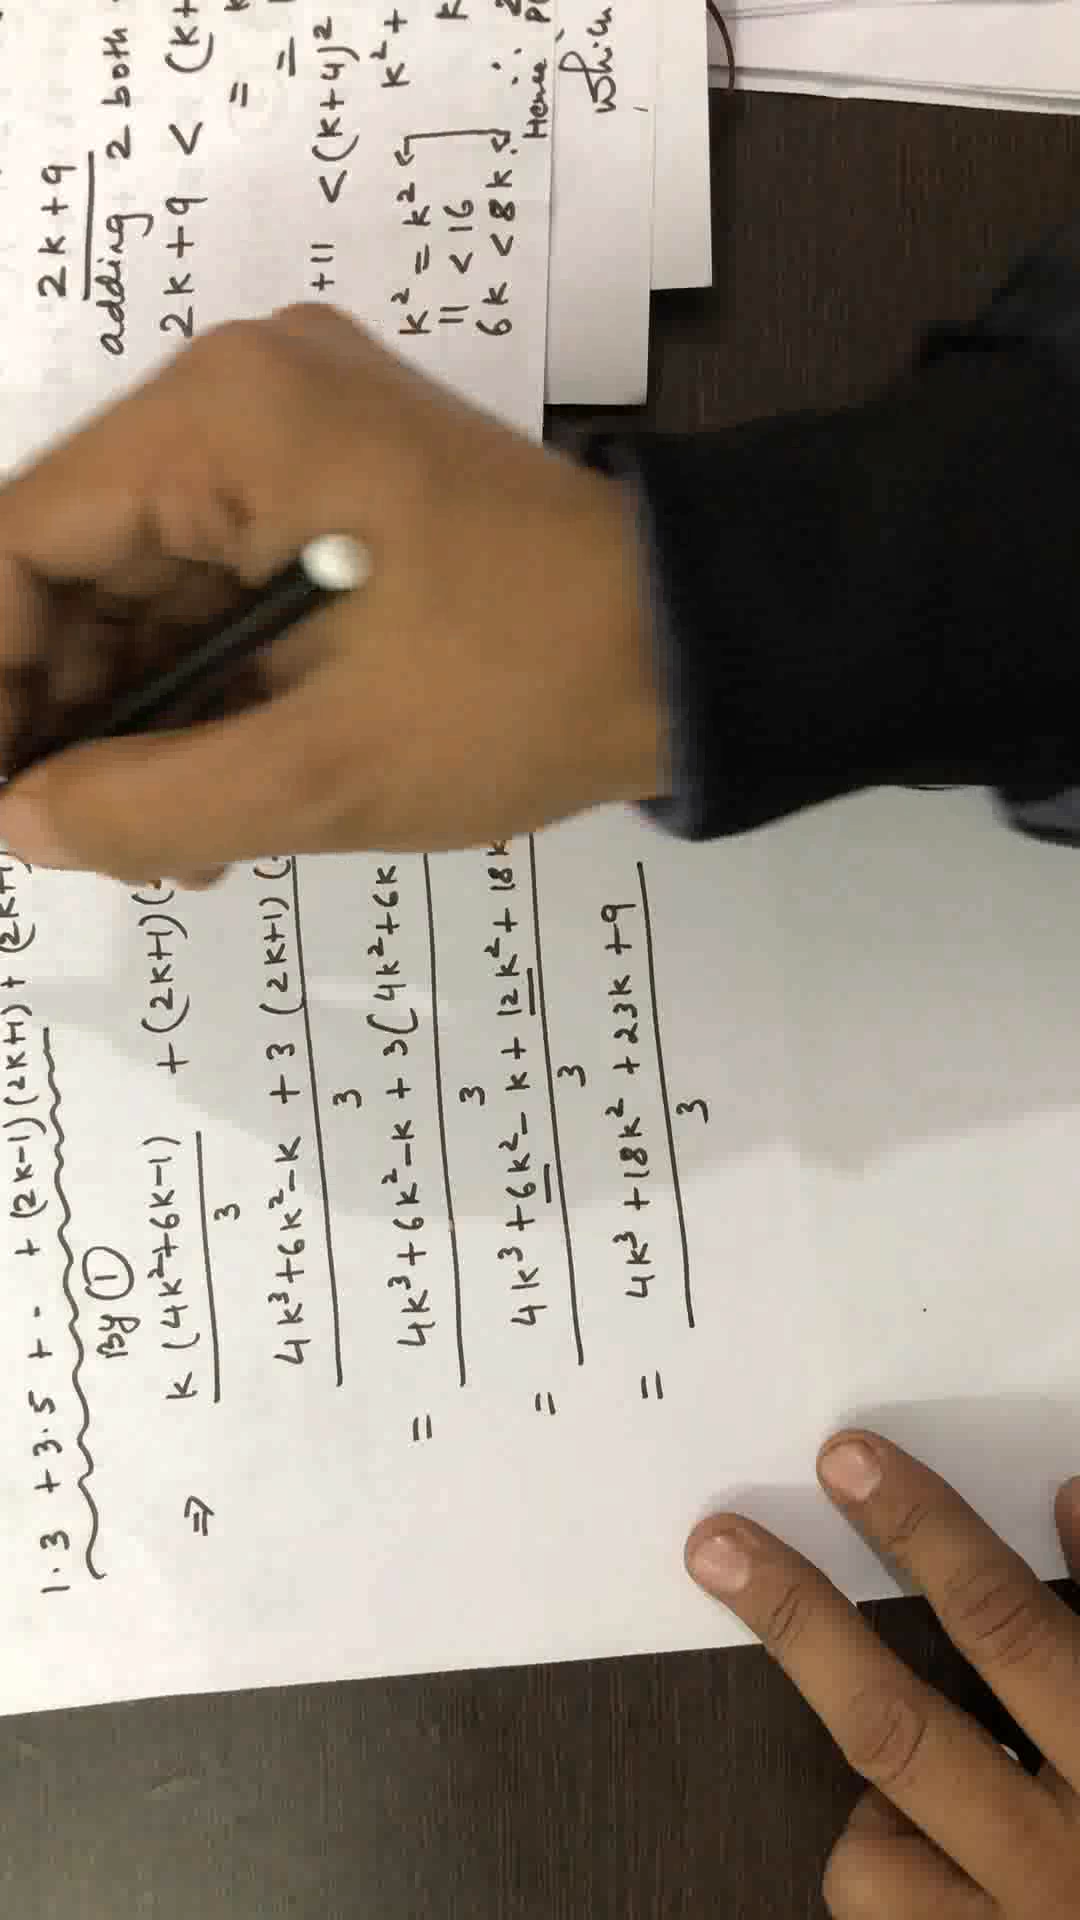 1.3 + 3.5 + .. + (2k-1)(2k+1) + (2k+1)
By ①
⇒ k(4k²+6k-1) + (2k+1)(
3
4k³+6k²-k + 3 (2k+1)(
3
= 4k³+6k²-k + 3(4k²+6k
3
= 4k³+6k²-k+12k²+18k
3
= 4k³+18k²+23k+9
3
2k+9
adding 2 both
2k+9 < (k+
=
=
+11 <(k+4)²
k²=k² k²+
11 < 16
6k <8k ∴
Hence
which